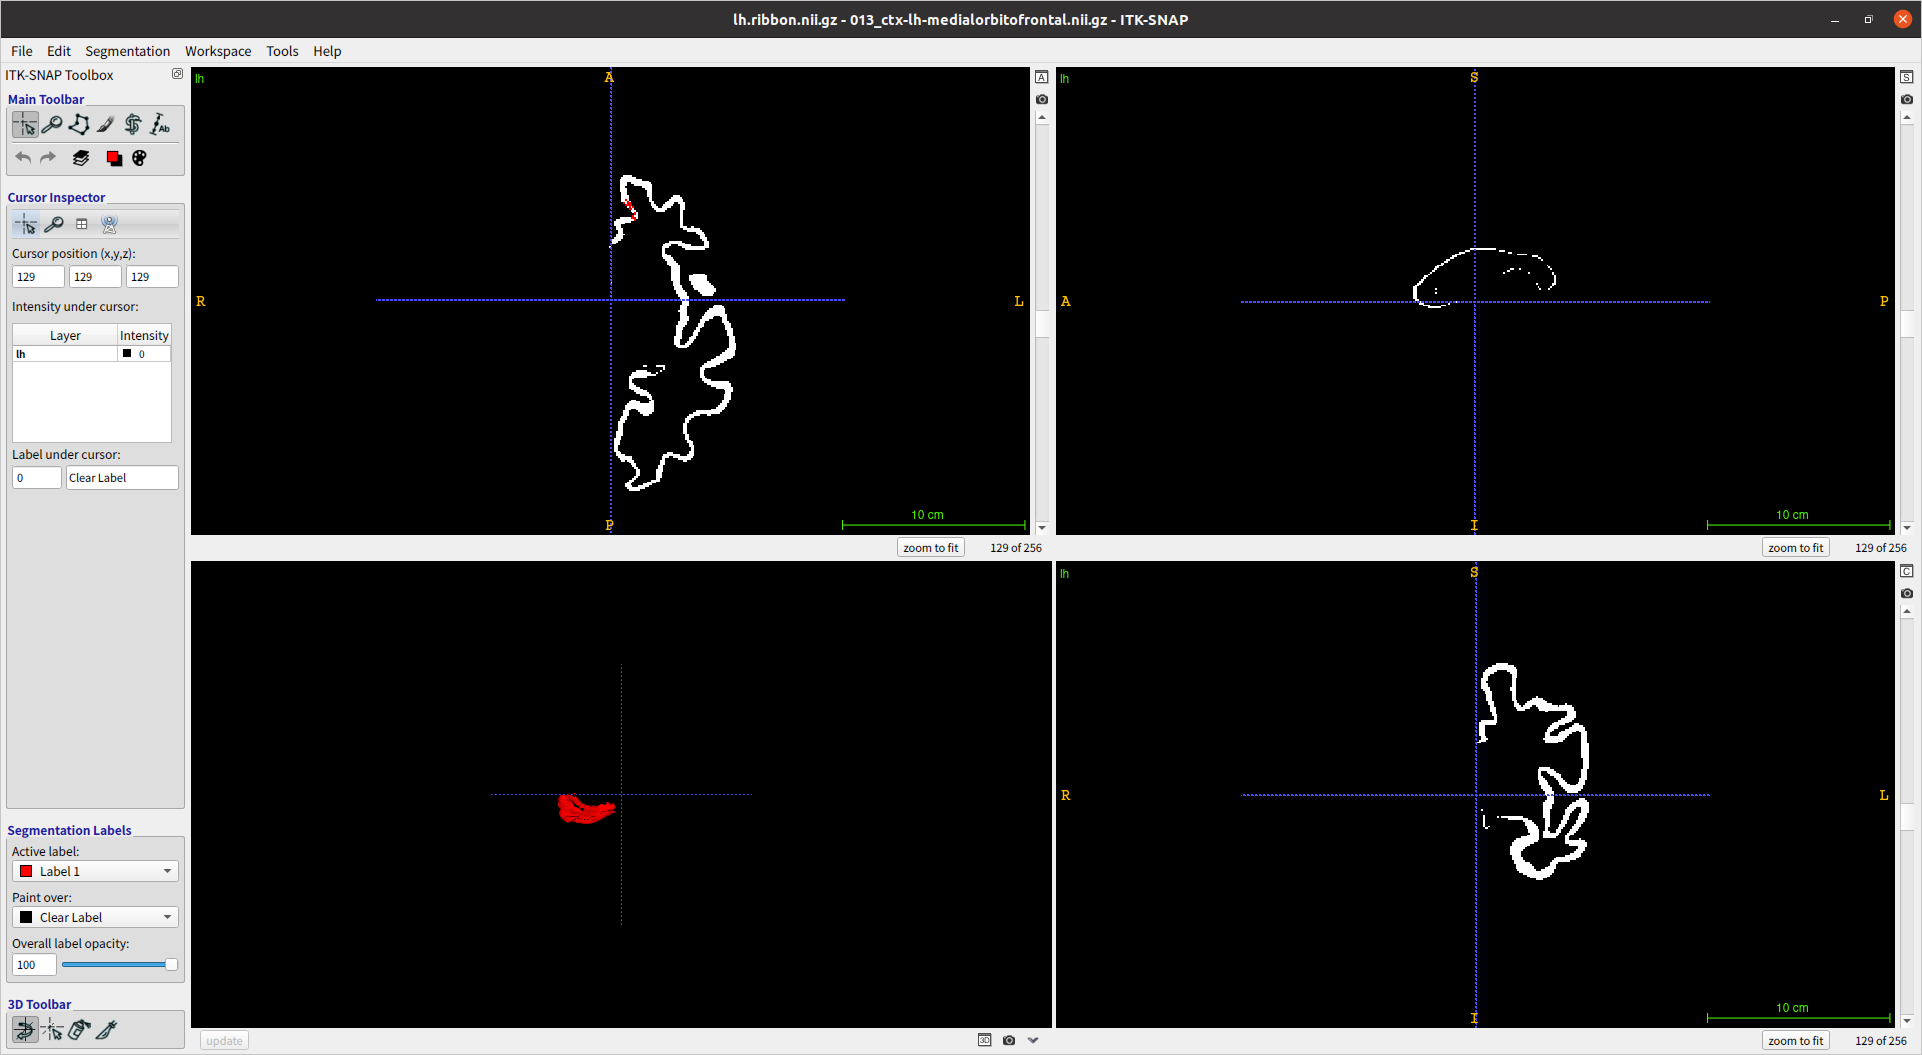 lh.ribbon.nii.gz - 013_ctx-lh-medialorbitofrontal.nii.gz - ITK-SNAP
File Edit Segmentation Workspace Tools Help
ITK-SNAP Toolbox
Main Toolbar
Ab
Cursor Inspector
Cursor position (x,y,z):
129 129 129
Intensity under cursor:
Layer Intensity
lh 0
Label under cursor:
0 Clear Label
Segmentation Labels
Active label:
Label 1
Paint over:
Clear Label
Overall label opacity:
100
3D Toolbar
lh
A
R
L
P
10 cm
A
zoom to fit 129 of 256
lh
S
A
P
I
10 cm
S
zoom to fit 129 of 256
update
3D
lh
S
R
L
I
10 cm
C
zoom to fit 129 of 256